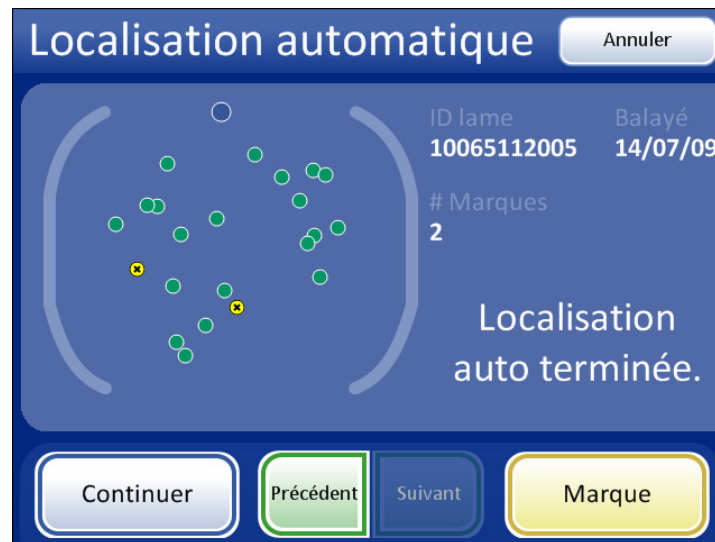 Localisation automatique
Annuler
ID lame
Balayé
10065112005
14/07/09
# Marques
2
Localisation
auto terminée.
Continuer
Précédent
Suivant
Marque